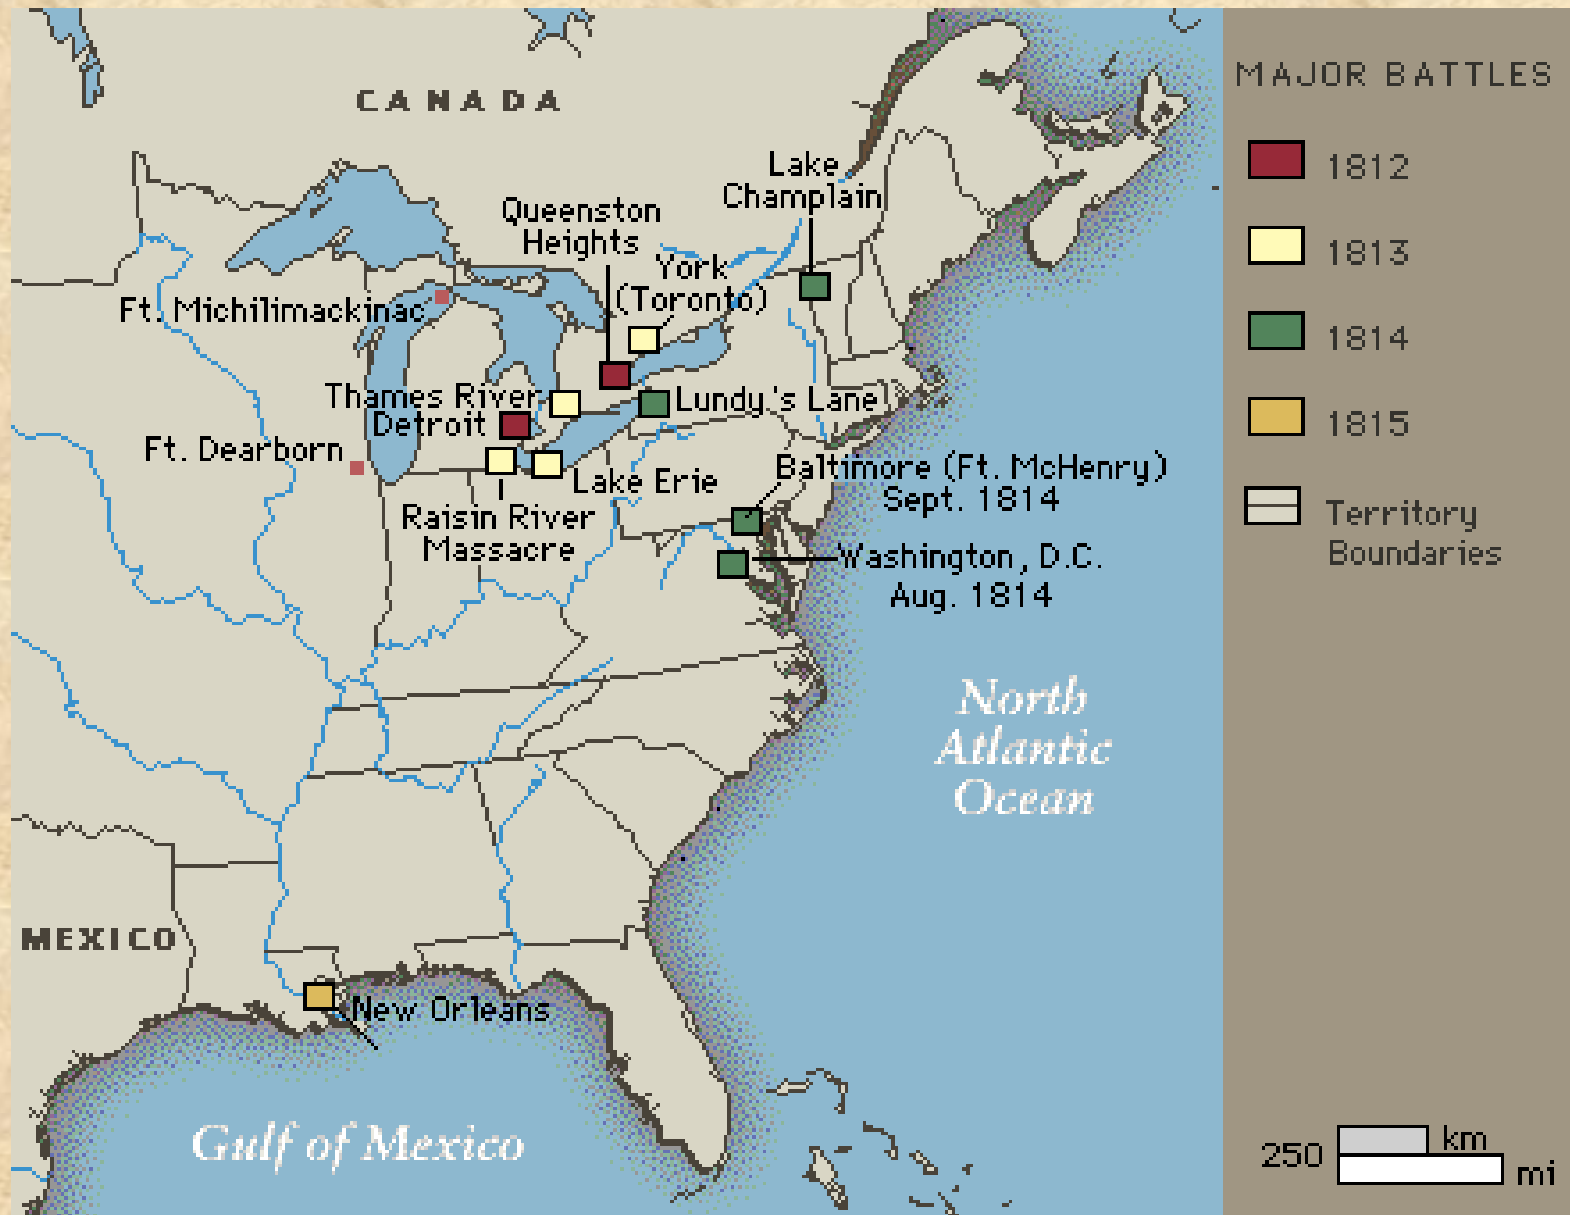 CANADA
Lake
Champlain
Queenston
Heights
York
(Toronto)
Ft. Michilimackinac
Thames River
Detroit
Lundy's Lane
Ft. Dearborn
Lake Erie
Raisin River
Massacre
Baltimore (Ft. McHenry)
Sept. 1814
Washington, D.C.
Aug. 1814
North
Atlantic
Ocean
MEXICO
New Orleans
Gulf of Mexico
MAJOR BATTLES
1812
1813
1814
1815
Territory
Boundaries
250 km
mi